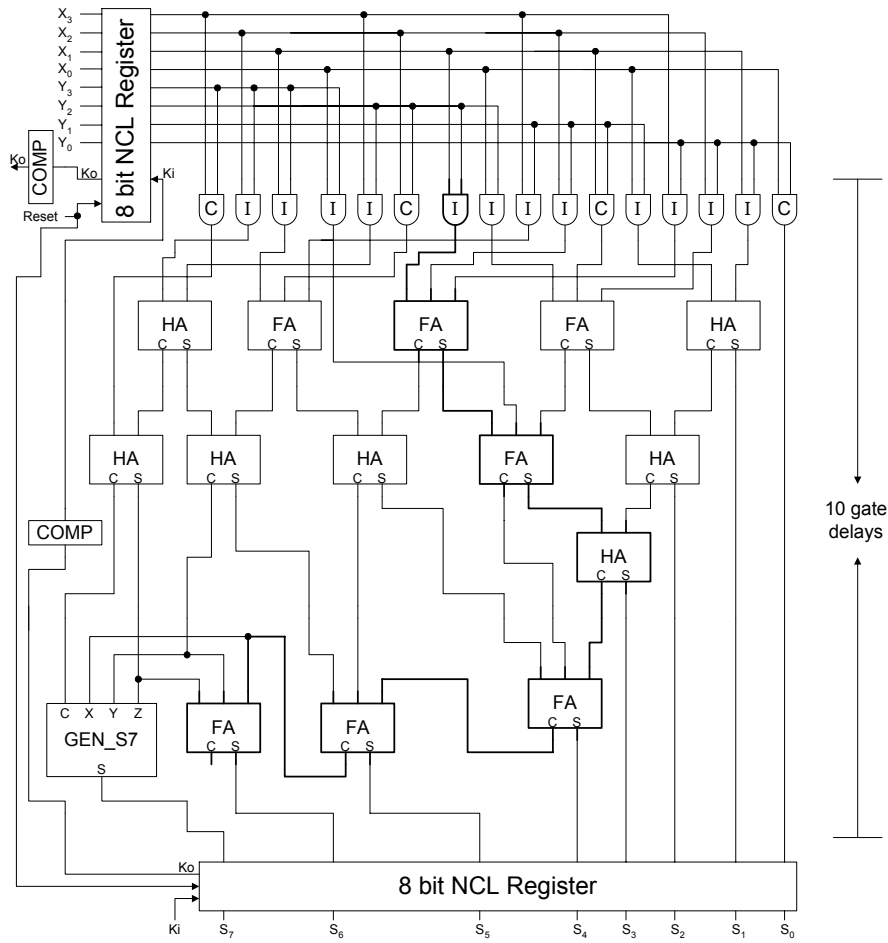 X3
X2
X1
X0
Y3
Y2
Y1
Y0
8 bit NCL Register
Ko
COMP
Ko
Ki
Reset
C I I I I C I I I I C I I I I C
HA FA FA FA HA
C S C S C S C S C S
HA HA HA FA HA
C S C S C S C S C S
10 gate
delays
COMP
HA
C S
C X Y Z
GEN_S7
S
FA FA FA
C S C S C S
Ko
8 bit NCL Register
Ki
S7 S6 S5 S4 S3 S2 S1 S0